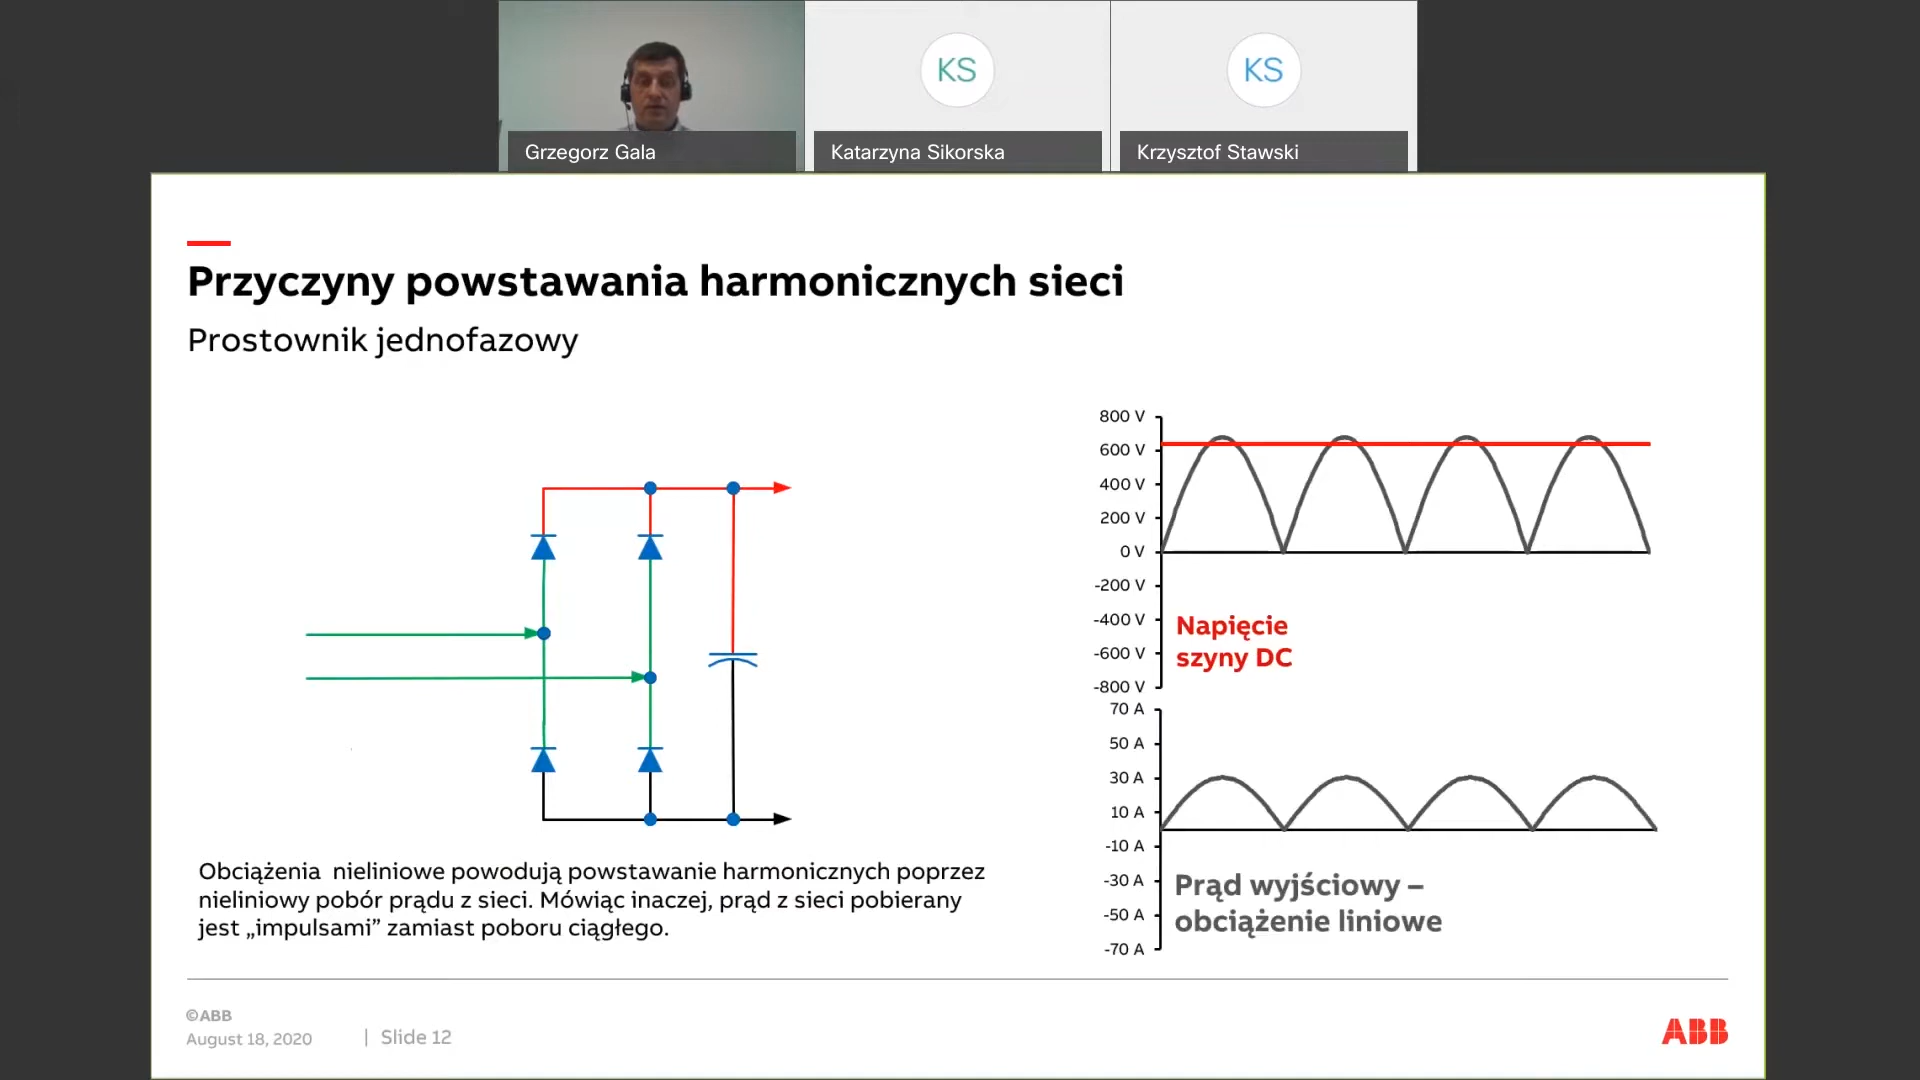 KS
KS
Grzegorz Gala
Katarzyna Sikorska
Krzysztof Stawski
Przyczyny powstawania harmonicznych sieci
Prostownik jednofazowy
800 V
600 V
400 V
200 V
0 V
-200 V
-400 V
-600 V
-800 V
Napięcie
szyny DC
70 A
50 A
30 A
10 A
-10 A
-30 A
-50 A
-70 A
Prąd wyjściowy –
obciążenie liniowe
Obciążenia nieliniowe powodują powstawanie harmonicznych poprzez
nieliniowy pobór prądu z sieci. Mówiąc inaczej, prąd z sieci pobierany
jest „impulsami” zamiast poboru ciągłego.
©ABB
August 18, 2020 | Slide 12
ABB